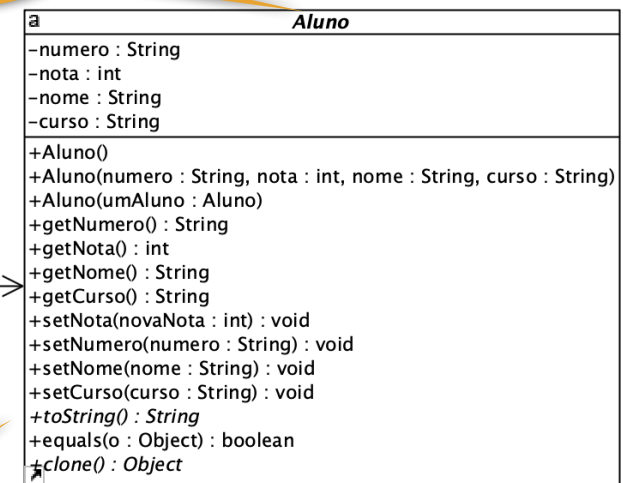 a
Aluno
-numero : String
-nota : int
-nome : String
-curso : String
+Aluno()
+Aluno(numero : String, nota : int, nome : String, curso : String)
+Aluno(umAluno : Aluno)
+getNumero() : String
+getNota() : int
+getNome() : String
+getCurso() : String
+setNota(novaNota : int) : void
+setNumero(numero : String) : void
+setNome(nome : String) : void
+setCurso(curso : String) : void
+toString() : String
+equals(o : Object) : boolean
+clone() : Object